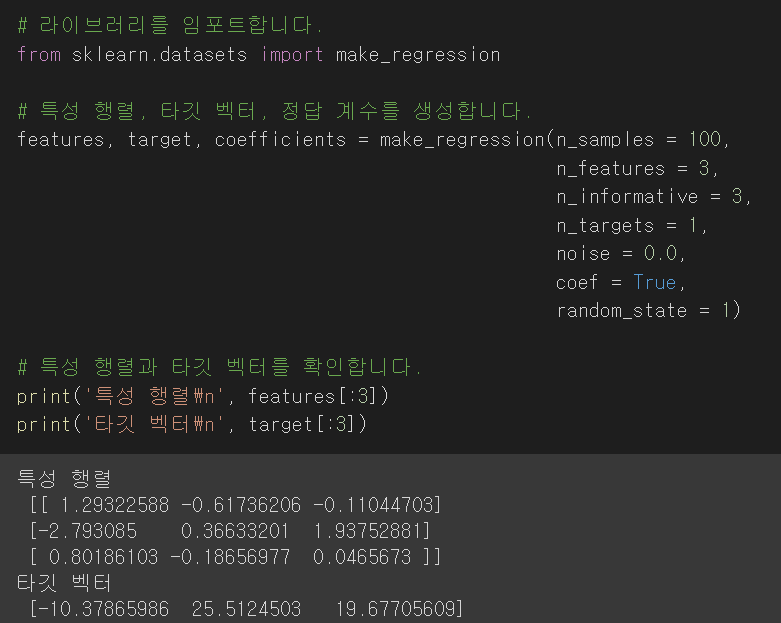 # 라이브러리를 임포트합니다.
from sklearn.datasets import make_regression
# 특성 행렬, 타깃 벡터, 정답 계수를 생성합니다.
features, target, coefficients = make_regression(n_samples = 100,
n_features = 3,
n_informative = 3,
n_targets = 1,
noise = 0.0,
coef = True,
random_state = 1)
# 특성 행렬과 타깃 벡터를 확인합니다.
print('특성 행렬₩n', features[:3])
print('타깃 벡터₩n', target[:3])
특성 행렬
[[ 1.29322588 -0.61736206 -0.11044703]
[-2.793085    0.36633201  1.93752881]
[ 0.80186103 -0.18656977  0.0465673 ]]
타깃 벡터
[-10.37865986  25.5124503   19.67705609]